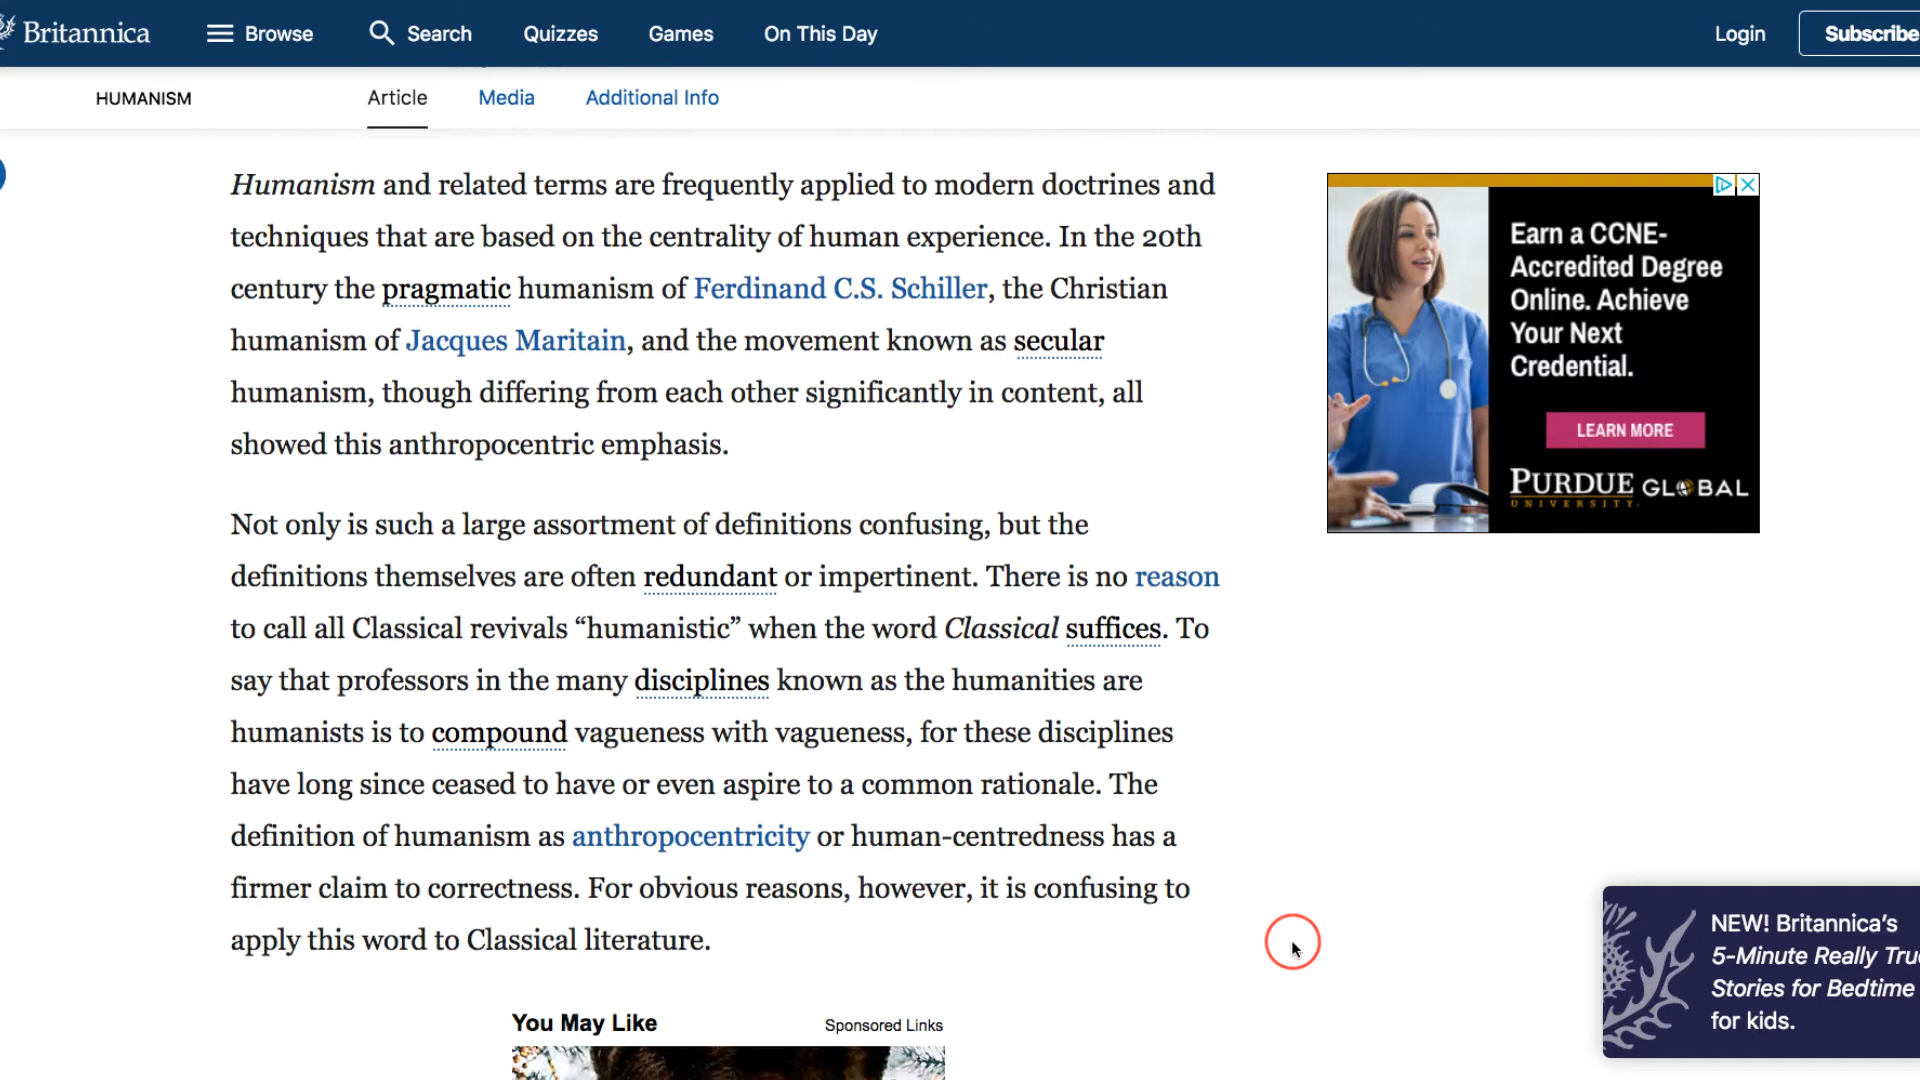 Britannica
Browse
Search
Quizzes
Games
On This Day
Login
Subscribe
HUMANISM
Article
Media
Additional Info
Humanism and related terms are frequently applied to modern doctrines and
techniques that are based on the centrality of human experience. In the 20th
century the pragmatic humanism of Ferdinand C.S. Schiller, the Christian
humanism of Jacques Maritain, and the movement known as secular
humanism, though differing from each other significantly in content, all
showed this anthropocentric emphasis.
Not only is such a large assortment of definitions confusing, but the
definitions themselves are often redundant or impertinent. There is no reason
to call all Classical revivals “humanistic” when the word Classical suffices. To
say that professors in the many disciplines known as the humanities are
humanists is to compound vagueness with vagueness, for these disciplines
have long since ceased to have or even aspire to a common rationale. The
definition of humanism as anthropocentricity or human-centredness has a
firmer claim to correctness. For obvious reasons, however, it is confusing to
apply this word to Classical literature.
Earn a CCNE-
Accredited Degree
Online. Achieve
Your Next
Credential.
LEARN MORE
PURDUE GLOBAL
UNIVERSITY.
NEW! Britannica’s
5-Minute Really Tru
Stories for Bedtime
for kids.
You May Like
Sponsored Links